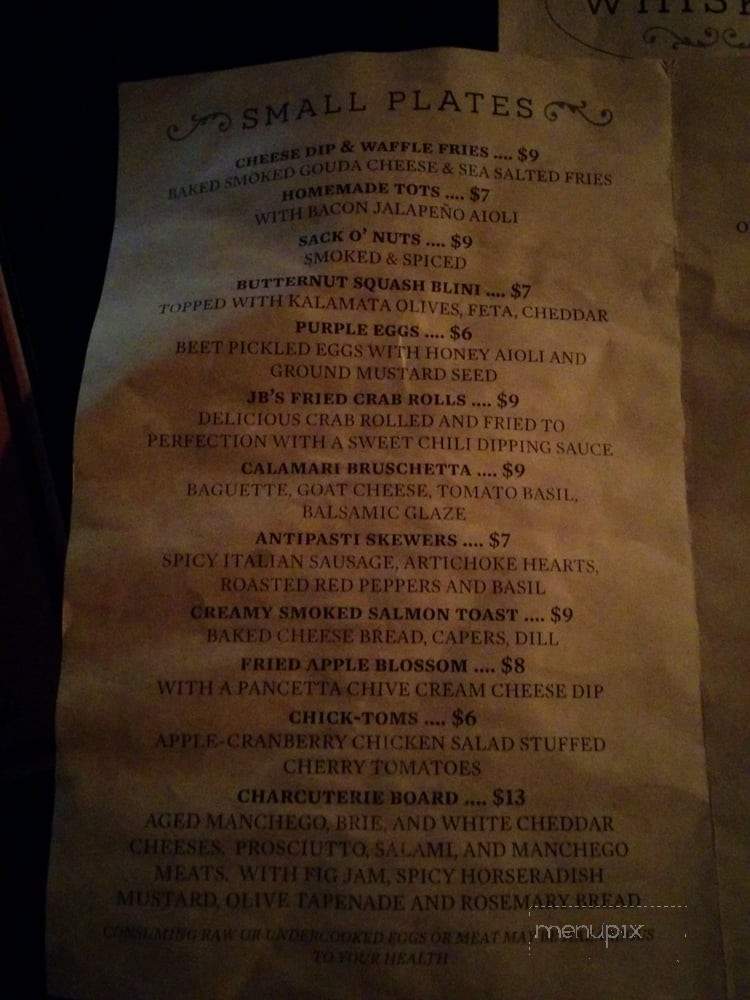 WHISK
SMALL PLATES
CHEESE DIP & WAFFLE FRIES .... $9
BAKED SMOKED GOUDA CHEESE & SEA SALTED FRIES
HOMEMADE TOTS .... $7
WITH BACON JALAPEÑO AIOLI
SACK O' NUTS .... $9
SMOKED & SPICED
BUTTERNUT SQUASH BLINI .... $7
TOPPED WITH KALAMATA OLIVES, FETA, CHEDDAR
PURPLE EGGS .... $6
BEET PICKLED EGGS WITH HONEY AIOLI AND
GROUND MUSTARD SEED
JB'S FRIED CRAB ROLLS .... $9
DELICIOUS CRAB ROLLED AND FRIED TO
PERFECTION WITH A SWEET CHILI DIPPING SAUCE
CALAMARI BRUSCHETTA .... $9
BAGUETTE, GOAT CHEESE, TOMATO BASIL,
BALSAMIC GLAZE
ANTIPASTI SKEWERS .... $7
SPICY ITALIAN SAUSAGE, ARTICHOKE HEARTS,
ROASTED RED PEPPERS AND BASIL
CREAMY SMOKED SALMON TOAST .... $9
BAKED CHEESE BREAD, CAPERS, DILL
FRIED APPLE BLOSSOM .... $8
WITH A PANCETTA CHIVE CREAM CHEESE DIP
CHICK-TOMS .... $6
APPLE-CRANBERRY CHICKEN SALAD STUFFED
CHERRY TOMATOES
CHARCUTERIE BOARD .... $13
AGED MANCHEGO, BRIE, AND WHITE CHEDDAR
CHEESES. PROSCIUTTO, SALAMI, AND MANCHEGO
MEATS. WITH FIG JAM, SPICY HORSERADISH
MUSTARD, OLIVE TAPENADE AND ROSEMARY BREAD
CONSUMING RAW OR UNDERCOOKED EGGS OR MEAT MAY BE
TO YOUR HEALTH
menupix